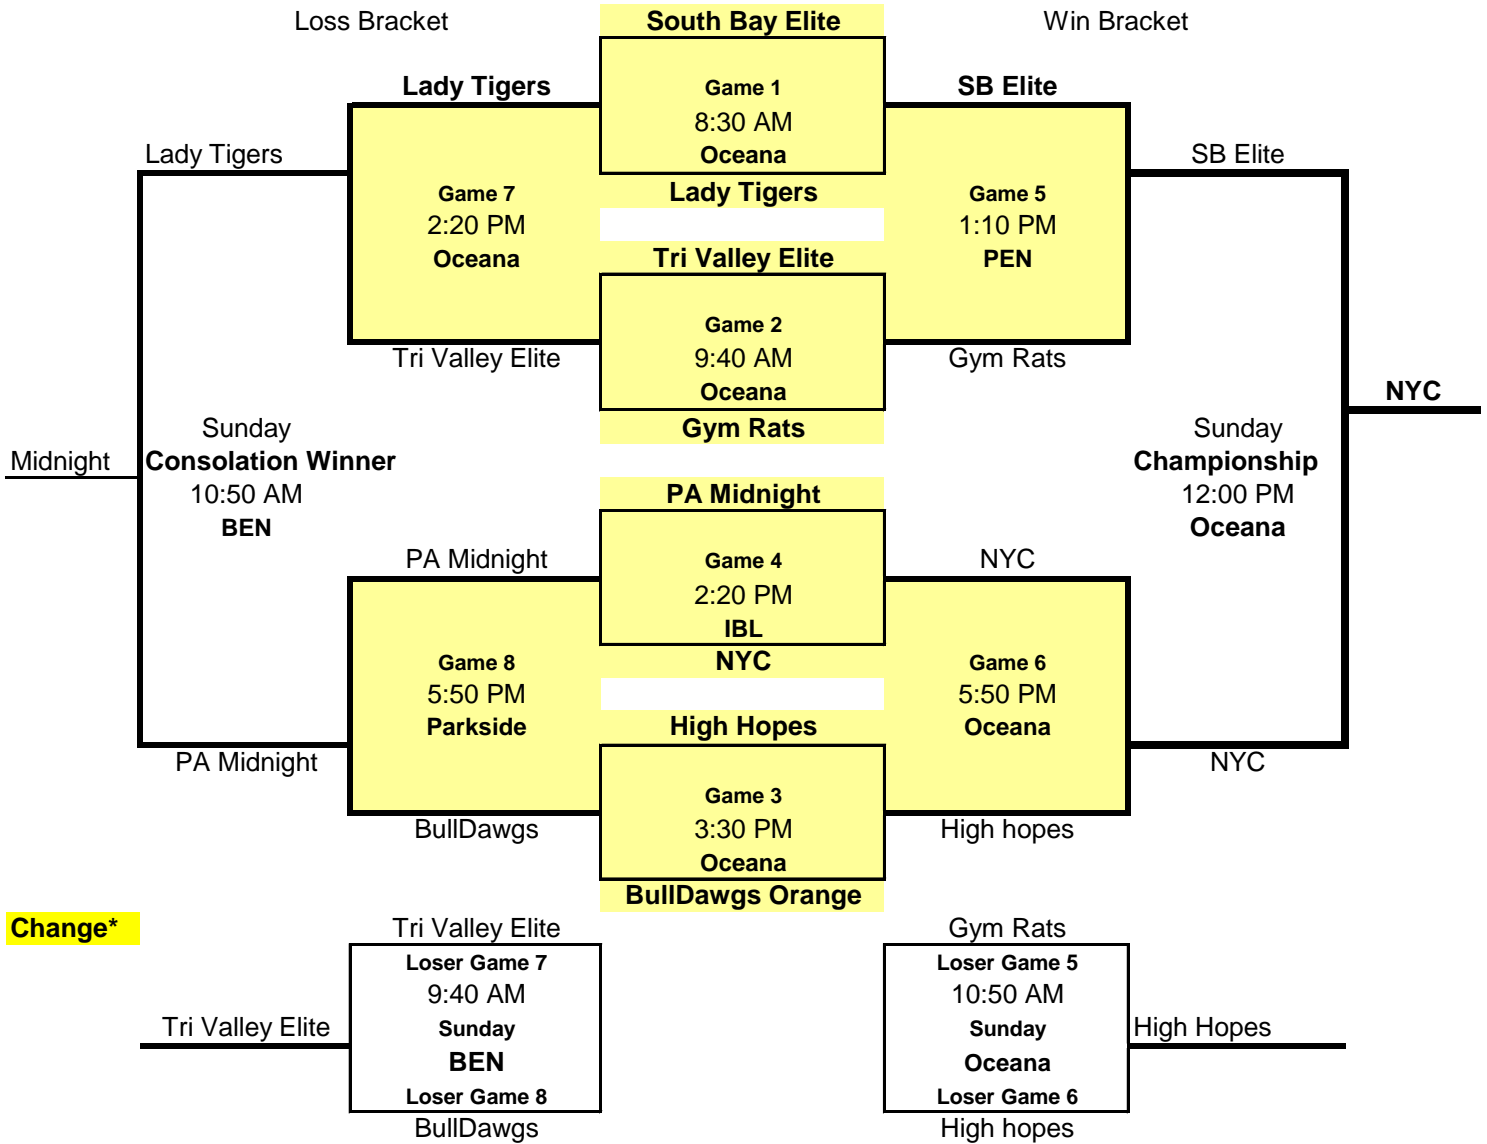 Loss Bracket
South Bay Elite
Win Bracket
Lady Tigers
Game 1
SB Elite
8:30 AM
Lady Tigers
Oceana
SB Elite
Game 7
Lady Tigers
Game 5
2:20 PM
1:10 PM
Oceana
Tri Valley Elite
PEN
Game 2
Tri Valley Elite
9:40 AM
Gym Rats
Oceana
NYC
Sunday
Gym Rats
Sunday
Midnight
Consolation Winner
Championship
10:50 AM
PA Midnight
12:00 PM
BEN
Oceana
PA Midnight
Game 4
NYC
2:20 PM
IBL
Game 8
NYC
Game 6
5:50 PM
5:50 PM
Parkside
High Hopes
Oceana
PA Midnight
NYC
Game 3
BullDawgs
3:30 PM
High hopes
Oceana
BullDawgs Orange
Change*
Tri Valley Elite
Gym Rats
Loser Game 7
Loser Game 5
9:40 AM
10:50 AM
Tri Valley Elite
Sunday
Sunday
High Hopes
BEN
Oceana
Loser Game 8
Loser Game 6
BullDawgs
High hopes